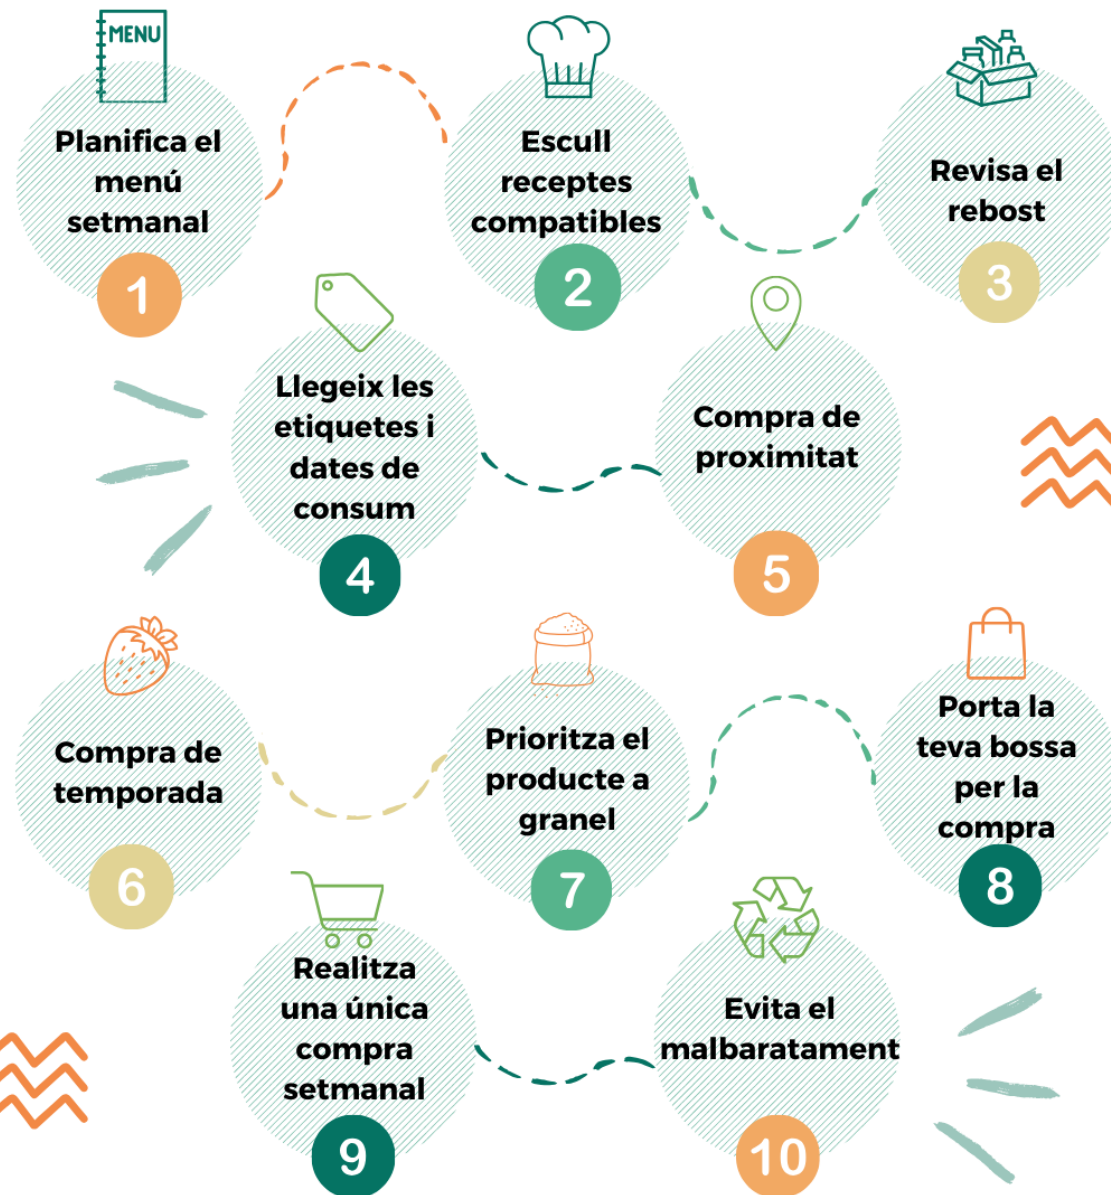 MENU
Planifica el
menú
setmanal
1
Escull
receptes
compatibles
2
Revisa el
rebost
3
Llegeix les
etiquetes i
dates de
consum
4
Compra de
proximitat
5
Compra de
temporada
6
Prioritza el
producte a
granel
7
Porta la
teva bossa
per la
compra
8
Realitza
una única
compra
setmanal
9
Evita el
malbaratament
10